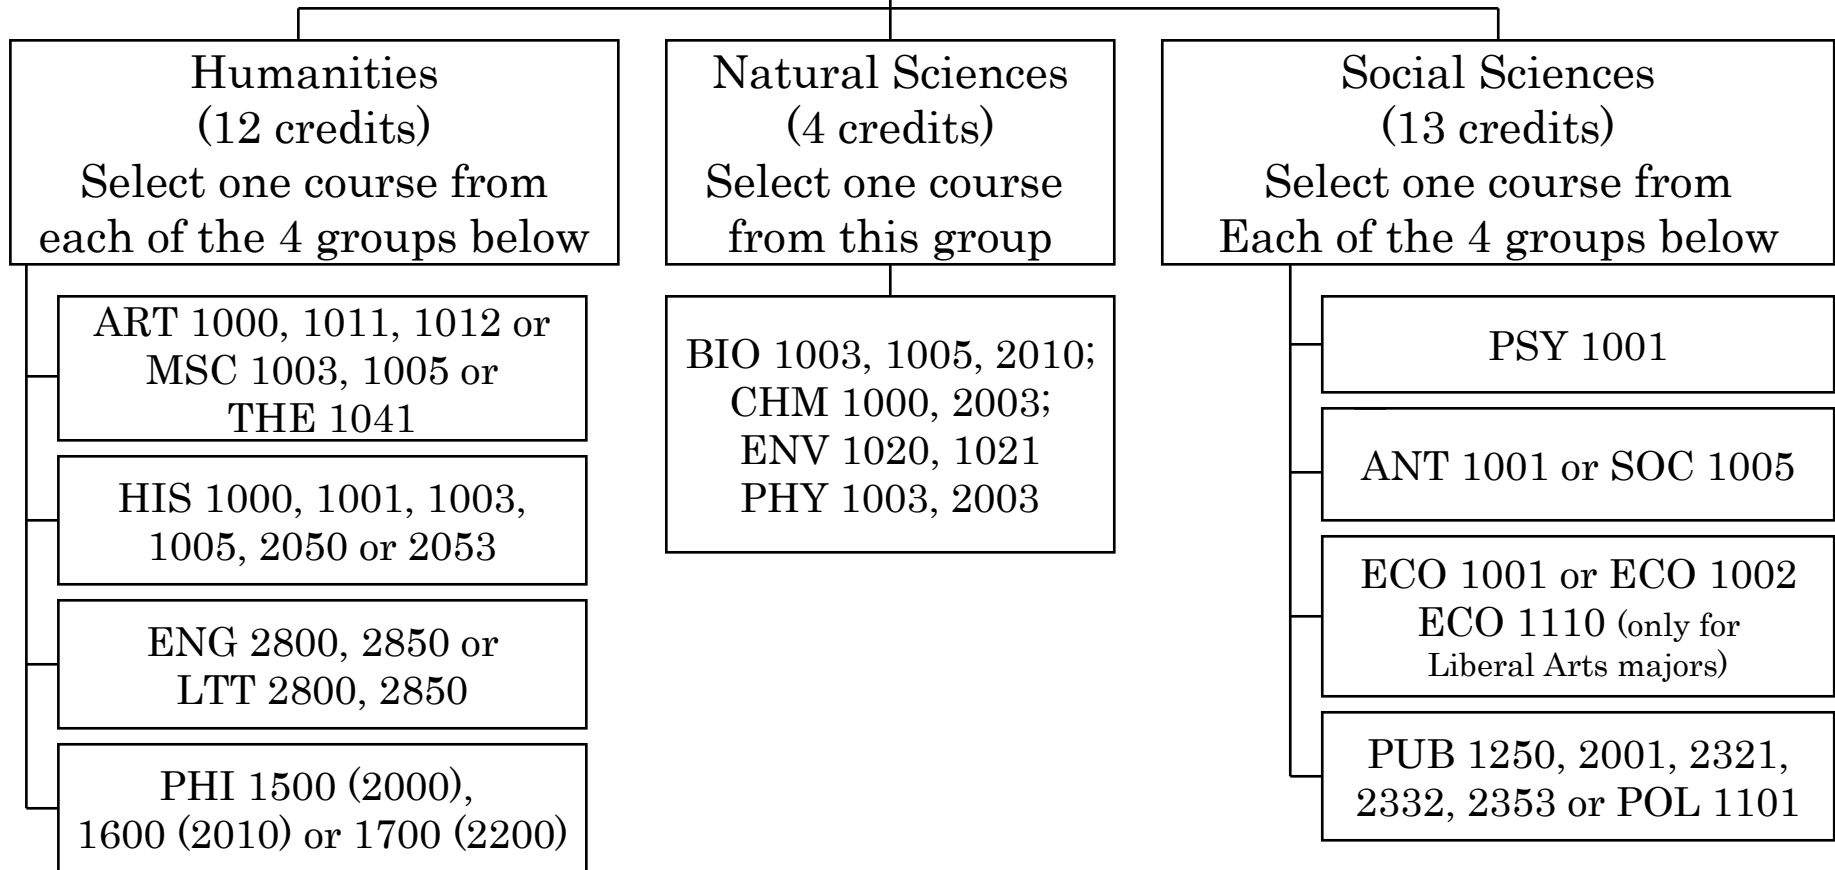 Humanities
(12 credits)
Select one course from
each of the 4 groups below
ART 1000, 1011, 1012 or
MSC 1003, 1005 or
THE 1041
HIS 1000, 1001, 1003,
1005, 2050 or 2053
ENG 2800, 2850 or
LTT 2800, 2850
PHI 1500 (2000),
1600 (2010) or 1700 (2200)
Natural Sciences
(4 credits)
Select one course
from this group
BIO 1003, 1005, 2010;
CHM 1000, 2003;
ENV 1020, 1021
PHY 1003, 2003
Social Sciences
(13 credits)
Select one course from
Each of the 4 groups below
PSY 1001
ANT 1001 or SOC 1005
ECO 1001 or ECO 1002
ECO 1110 (only for
Liberal Arts majors)
PUB 1250, 2001, 2321,
2332, 2353 or POL 1101